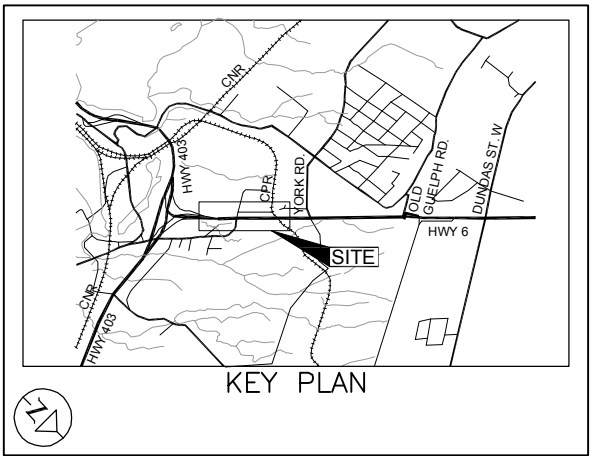 CNR
HWY 403
CPR
YORK RD.
OLD
GUELPH RD.
DUNDAS ST. W
HWY 6
SITE
CNR
HWY 403
KEY PLAN
N